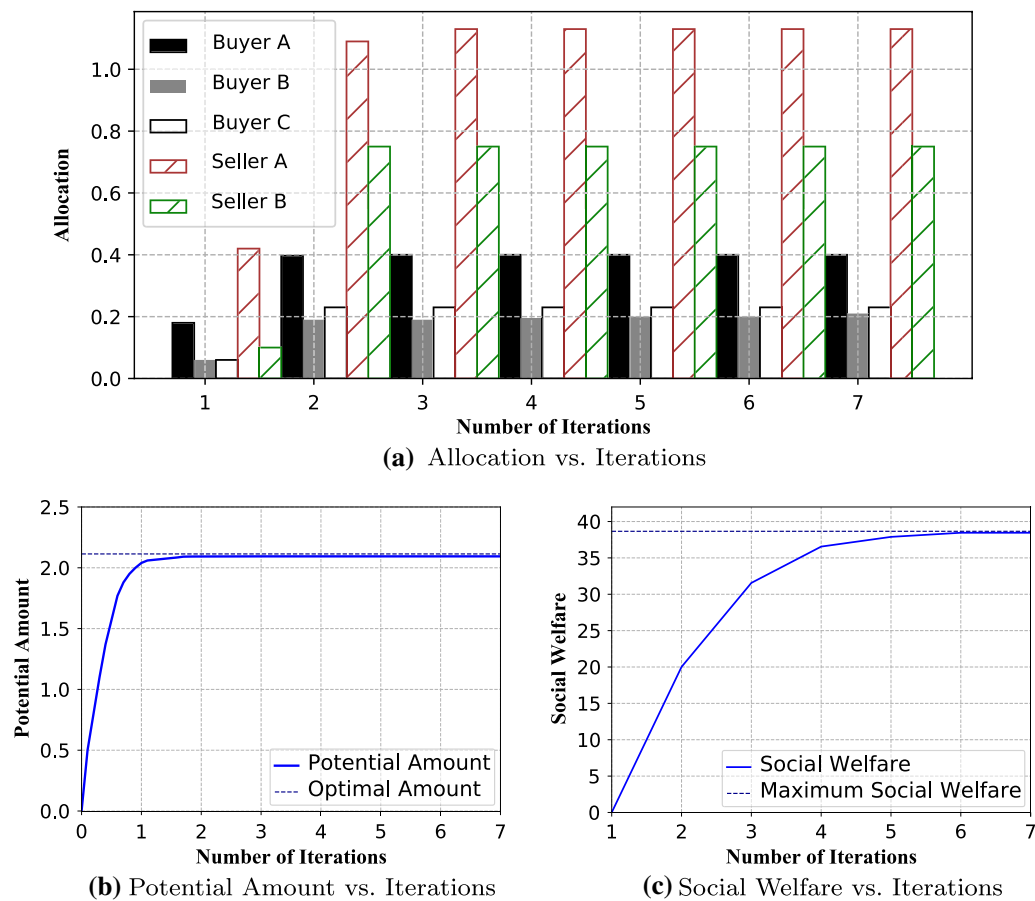 Buyer A
Buyer B
Buyer C
Seller A
Seller B
Allocation
1.0
0.8
0.6
0.4
0.2
0.0
1 2 3 4 5 6 7
Number of Iterations
(a) Allocation vs. Iterations
Potential Amount
2.5
2.0
1.5
1.0
0.5
0.0
Potential Amount
Optimal Amount
0 1 2 3 4 5 6 7
Number of Iterations
(b) Potential Amount vs. Iterations
Social Welfare
40
35
30
25
20
15
10
5
0
Social Welfare
Maximum Social Welfare
1 2 3 4 5 6 7
Number of Iterations
(c) Social Welfare vs. Iterations